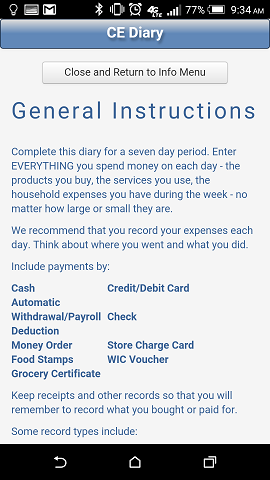 77% 9:34 AM
CE Diary
Close and Return to Info Menu
General Instructions
Complete this diary for a seven day period. Enter
EVERYTHING you spend money on each day - the
products you buy, the services you use, the
household expenses you have during the week - no
matter how large or small they are.
We recommend that you record your expenses each
day. Think about where you went and what you did.
Include payments by:
Cash Credit/Debit Card
Automatic
Withdrawal/Payroll Check
Deduction
Money Order Store Charge Card
Food Stamps WIC Voucher
Grocery Certificate
Keep receipts and other records so that you will
remember to record what you bought or paid for.
Some record types include: